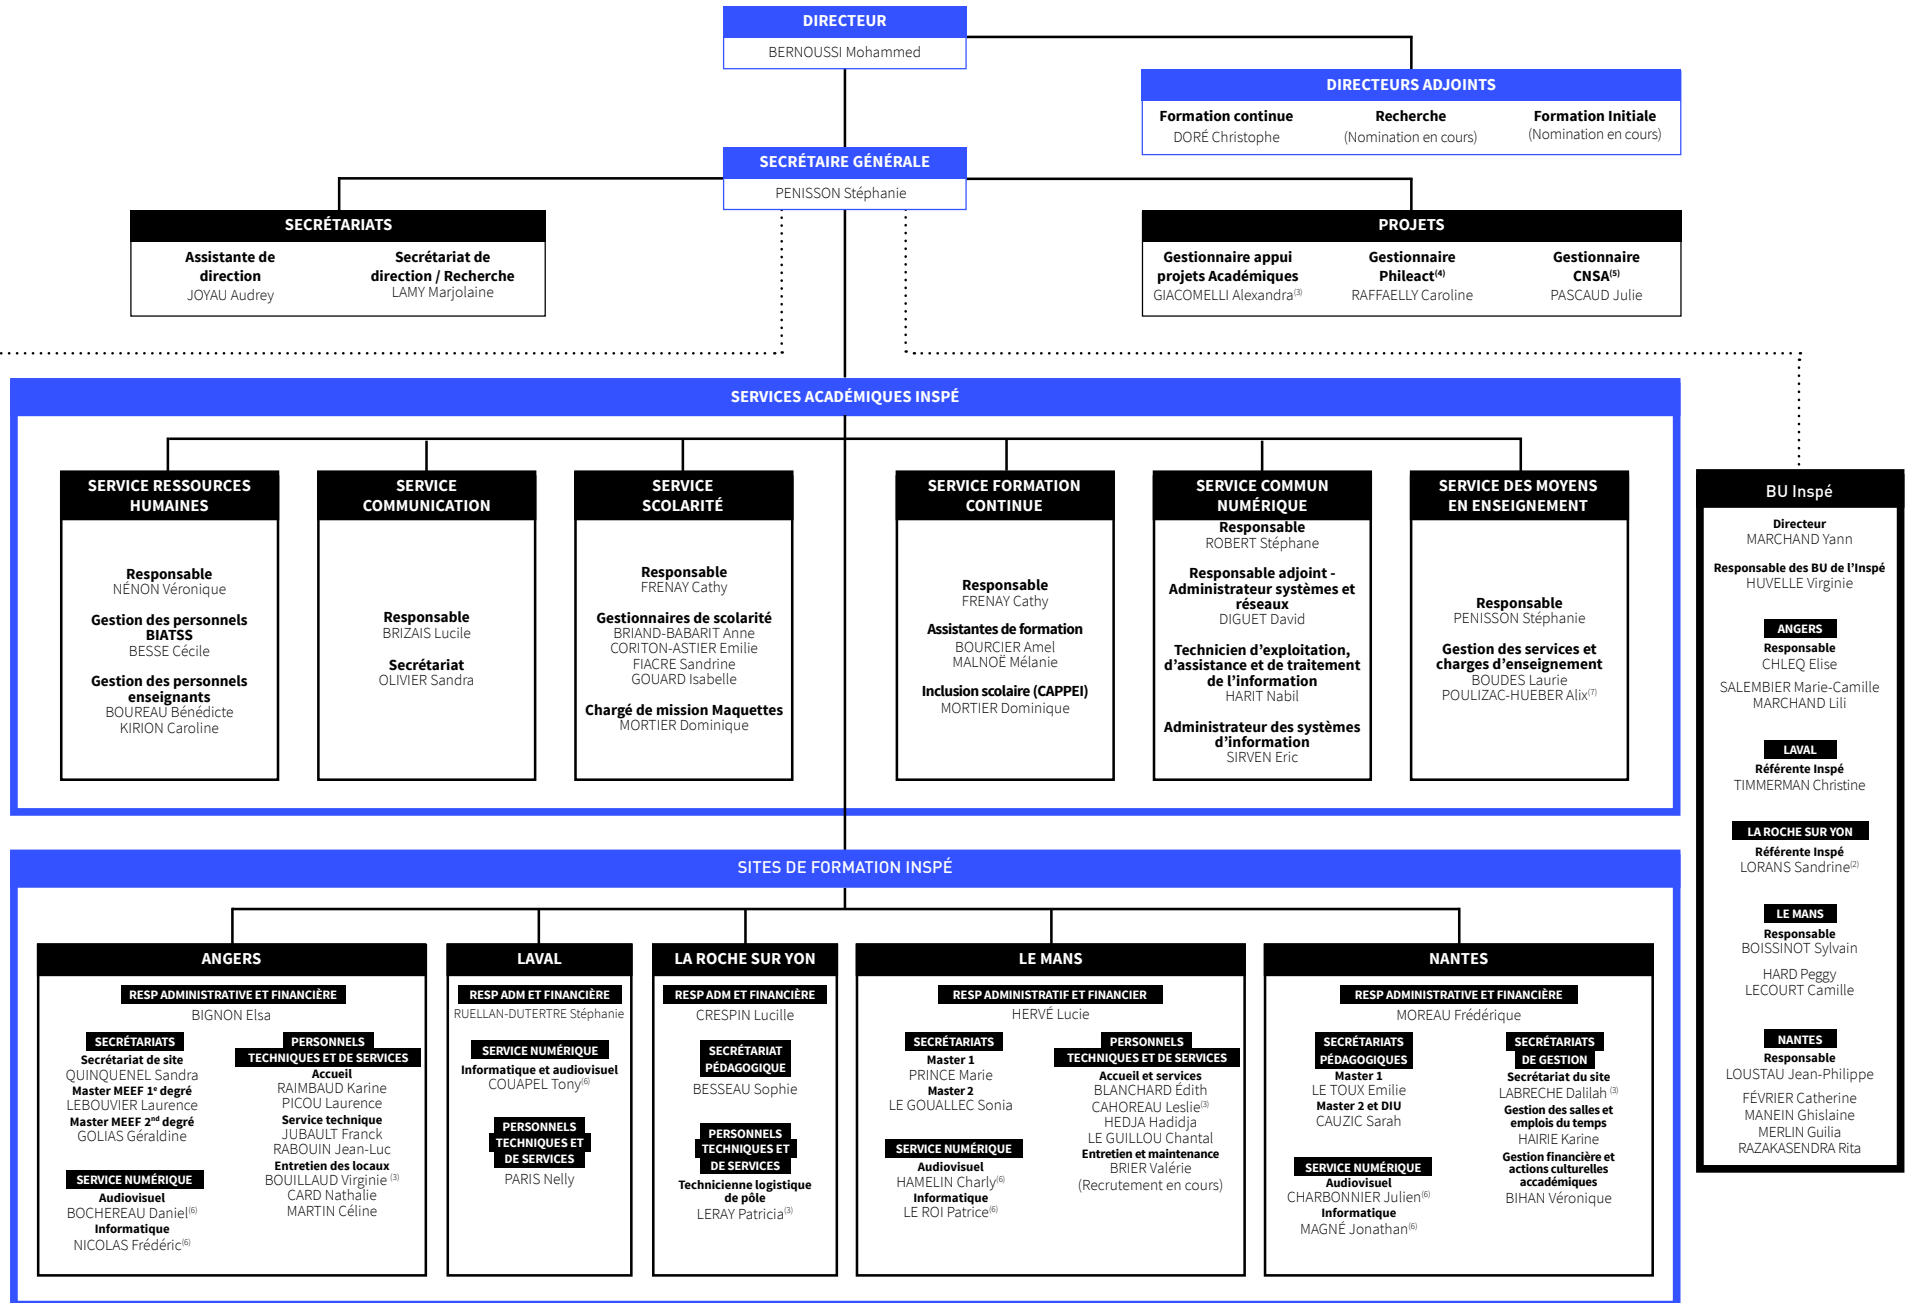 DIRECTEUR
BERNOUSSI Mohammed
DIRECTEURS ADJOINTS
Formation continue
DORÉ Christophe
Recherche
(Nomination en cours)
Formation Initiale
(Nomination en cours)
SECRÉTAIRE GÉNÉRALE
PENISSON Stéphanie
SECRÉTARIATS
Assistante de
direction
JOYAU Audrey
Secrétariat de
direction / Recherche
LAMY Marjolaine
PROJETS
Gestionnaire appui
projets Académiques
GIACOMELLI Alexandra(3)
Gestionnaire
Phileact(4)
RAFFAELLY Caroline
Gestionnaire
CNSA(5)
PASCAUD Julie
SERVICES ACADÉMIQUES INSPÉ
SERVICE RESSOURCES
HUMAINES
Responsable
NÉNON Véronique
Gestion des personnels
BIATSS
BESSE Cécile
Gestion des personnels
enseignants
BOUREAU Bénédicte
KIRION Caroline
SERVICE
COMMUNICATION
Responsable
BRIZAIS Lucile
Secrétariat
OLIVIER Sandra
SERVICE
SCOLARITÉ
Responsable
FRENAY Cathy
Gestionnaires de scolarité
BRIAND-BABARIT Anne
CORITON-ASTIER Emilie
FIACRE Sandrine
GOUARD Isabelle
Chargé de mission Maquettes
MORTIER Dominique
SERVICE FORMATION
CONTINUE
Responsable
FRENAY Cathy
Assistantes de formation
BOURCIER Amel
MALNOË Mélanie
Inclusion scolaire (CAPPEI)
MORTIER Dominique
SERVICE COMMUN
NUMÉRIQUE
Responsable
ROBERT Stéphane
Responsable adjoint -
Administrateur systèmes et
réseaux
DIGUET David
Technicien d’exploitation,
d’assistance et de traitement
de l’information
HARIT Nabil
Administrateur des systèmes
d’information
SIRVEN Eric
SERVICE DES MOYENS
EN ENSEIGNEMENT
Responsable
PENISSON Stéphanie
Gestion des services et
charges d’enseignement
BOUDES Laurie
POULIZAC-HUEBER Alix(7)
BU Inspé
Directeur
MARCHAND Yann
Responsable des BU de l’Inspé
HUVELLE Virginie
ANGERS
Responsable
CHLEQ Elise
SALEMBIER Marie-Camille
MARCHAND Lili
LAVAL
Référente Inspé
TIMMERMAN Christine
LA ROCHE SUR YON
Référente Inspé
LORANS Sandrine(2)
LE MANS
Responsable
BOISSINOT Sylvain
HARD Peggy
LECOURT Camille
NANTES
Responsable
LOUSTAU Jean-Philippe
FÉVRIER Catherine
MANEIN Ghislaine
MERLIN Guilia
RAZAKASENDRA Rita
SITES DE FORMATION INSPÉ
ANGERS
RESP ADMINISTRATIVE ET FINANCIÈRE
BIGNON Elsa
SECRÉTARIATS
Secrétariat de site
QUINQUENEL Sandra
Master MEEF 1e degré
LEBOUVIER Laurence
Master MEEF 2nd degré
GOLIAS Géraldine
SERVICE NUMÉRIQUE
Audiovisuel
BOCHEREAU Daniel(6)
Informatique
NICOLAS Frédéric(6)
PERSONNELS
TECHNIQUES ET DE SERVICES
Accueil
RAIMBAUD Karine
PICOU Laurence
Service technique
JUBAULT Franck
RABOUIN Jean-Luc
Entretien des locaux
BOUILLAUD Virginie (3)
CARD Nathalie
MARTIN Céline
LAVAL
RESP ADM ET FINANCIÈRE
RUELLAN-DUTERTRE Stéphanie
SERVICE NUMÉRIQUE
Informatique et audiovisuel
COUAPEL Tony(6)
PERSONNELS
TECHNIQUES ET
DE SERVICES
PARIS Nelly
LA ROCHE SUR YON
RESP ADM ET FINANCIÈRE
CRESPIN Lucille
SECRÉTARIAT
PÉDAGOGIQUE
BESSEAU Sophie
PERSONNELS
TECHNIQUES ET
DE SERVICES
Technicienne logistique
de pôle
LERAY Patricia(3)
LE MANS
RESP ADMINISTRATIF ET FINANCIER
HERVÉ Lucie
SECRÉTARIATS
Master 1
PRINCE Marie
Master 2
LE GOUALLEC Sonia
SERVICE NUMÉRIQUE
Audiovisuel
HAMELIN Charly(6)
Informatique
LE ROI Patrice(6)
PERSONNELS
TECHNIQUES ET DE SERVICES
Accueil et services
BLANCHARD Édith
CAHOREAU Leslie(3)
HEDJA Hadidja
LE GUILLOU Chantal
Entretien et maintenance
BRIER Valérie
(Recrutement en cours)
NANTES
RESP ADMINISTRATIVE ET FINANCIÈRE
MOREAU Frédérique
SECRÉTARIATS
PÉDAGOGIQUES
Master 1
LE TOUX Emilie
Master 2 et DIU
CAUZIC Sarah
SERVICE NUMÉRIQUE
Audiovisuel
CHARBONNIER Julien(6)
Informatique
MAGNÉ Jonathan(6)
SECRÉTARIATS
DE GESTION
Secrétariat du site
LABRECHE Dalilah (3)
Gestion des salles et
emplois du temps
HAIRIE Karine
Gestion financière et
actions culturelles
accadémiques
BIHAN Véronique